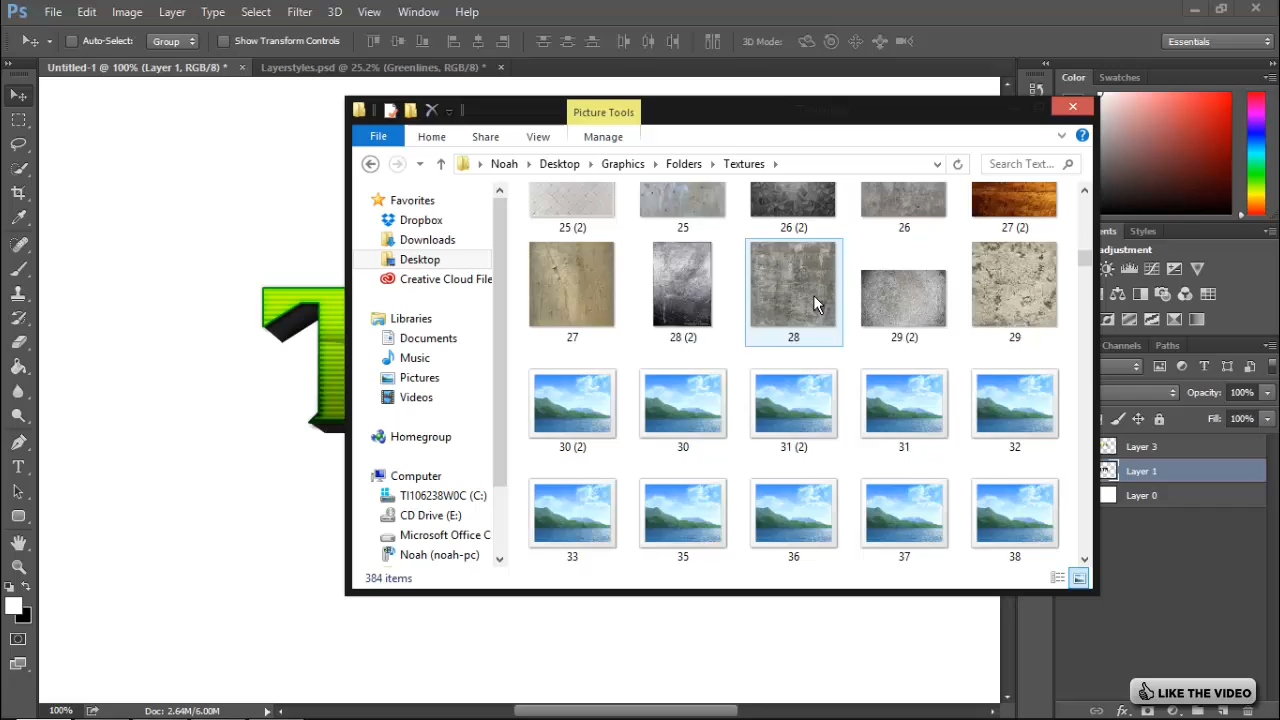 Ps File Edit Image Layer Type Select Filter 3D View Window Help
Auto-Select: Group Show Transform Controls 3D Mode: Essentials
Untitled-1 @ 100% (Layer 1, RGB/8) * × Layerstyles.psd @ 25.2% (Greenlines, RGB/8) * ×
Color Swatches
Picture Tools
File Home Share View Manage
Noah Desktop Graphics Folders Textures Search Text...
Favorites
Dropbox
Downloads
Desktop
Creative Cloud File
Libraries
Documents
Music
Pictures
Videos
Homegroup
Computer
TI106238W0C (C:)
CD Drive (E:)
Microsoft Office C
Noah (noah-pc)
25 (2) 25 26 (2) 26 27 (2)
27 28 (2) 28 29 (2) 29
30 (2) 30 31 (2) 31 32
33 35 36 37 38
384 items
ents Styles
adjustment
Channels Paths
Opacity: 100%
Fill: 100%
Layer 3
Layer 1
Layer 0
LIKE THE VIDEO
100% Doc: 2.64M/6.00M